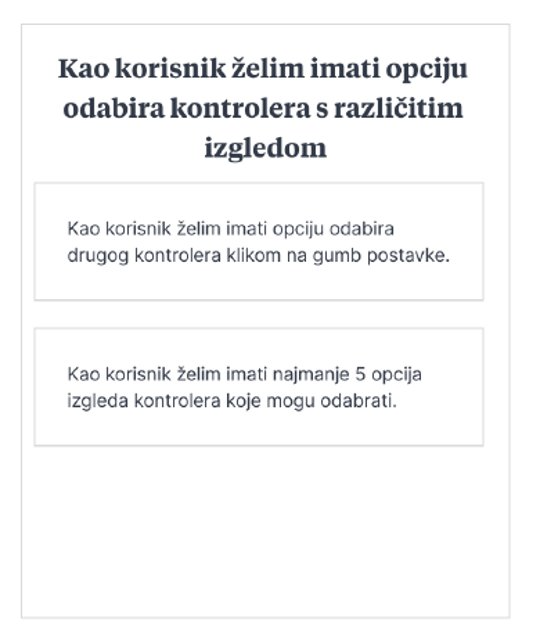 Kao korisnik želim imati opciju
odabira kontrolera s različitim
izgledom
Kao korisnik želim imati opciju odabira
drugog kontrolera klikom na gumb postavke.
Kao korisnik želim imati najmanje 5 opcija
izgleda kontrolera koje mogu odabrati.